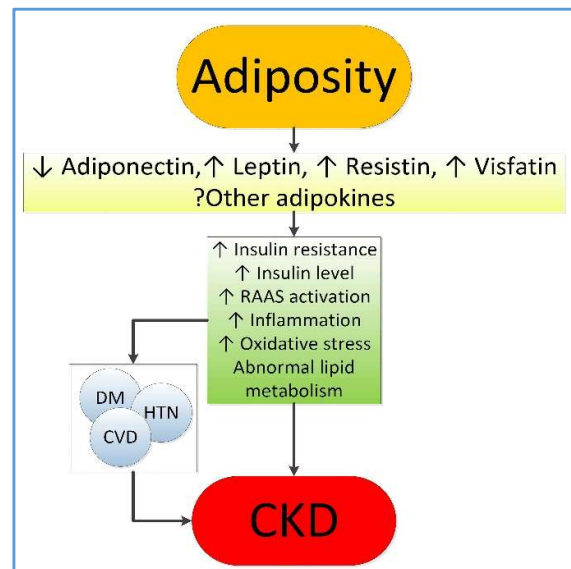 Adiposity
↓ Adiponectin,↑ Leptin, ↑ Resistin, ↑ Visfatin
?Other adipokines
↑ Insulin resistance
↑ Insulin level
↑ RAAS activation
↑ Inflammation
↑ Oxidative stress
Abnormal lipid
metabolism
DM
HTN
CVD
CKD